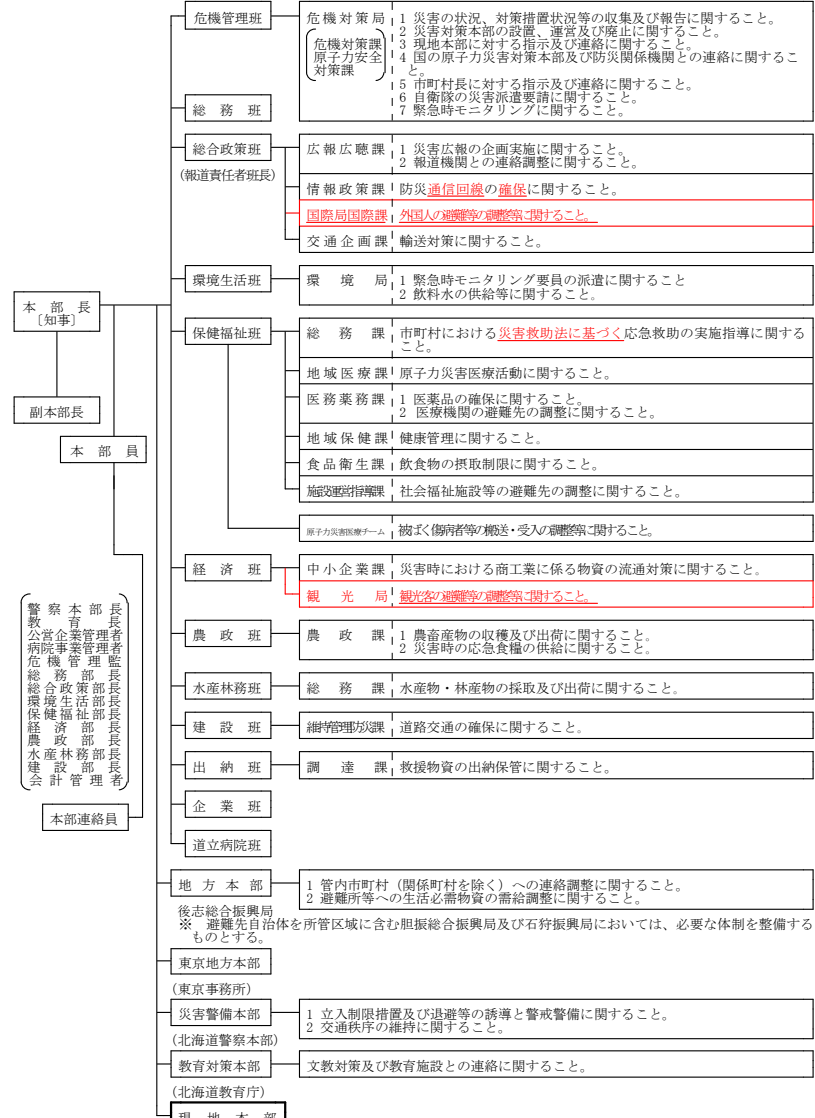 危機管理班
危機対策局
危機対策課
原子力安全
対策課
1 災害の状況、対策措置状況等の収集及び報告に関すること。
2 災害対策本部の設置、運営及び廃止に関すること。
3 現地本部に対する指示及び連絡に関すること。
4 国の原子力災害対策本部及び防災関係機関との連絡に関するこ
と。
5 市町村長に対する指示及び連絡に関すること。
6 自衛隊の災害派遣要請に関すること。
7 緊急時モニタリングに関すること。
総務班
総合政策班
(報道責任者班長)
広報広聴課
1 災害広報の企画実施に関すること。
2 報道機関との連絡調整に関すること。
情報政策課 防災通信回線の確保に関すること。
国際局国際課 外国人の避難等の調整等に関すること。
交通企画課 輸送対策に関すること。
環境生活班
環境局
1 緊急時モニタリング要員の派遣に関すること
2 飲料水の供給等に関すること。
本部長
〔知事〕
副本部長
本部員
保健福祉班
総務課 市町村における災害救助法に基づく応急救助の実施指導に関する
こと。
地域医療課 原子力災害医療活動に関すること。
医務薬務課 1 医薬品の確保に関すること。
2 医療機関の避難先の調整に関すること。
地域保健課 健康管理に関すること。
食品衛生課 飲食物の摂取制限に関すること。
施設運営指導課 社会福祉施設等の避難先の調整に関すること。
原子力災害医療チーム 被ばく傷病者等の搬送・受入の調整等に関すること。
経済班
中小企業課 災害時における商工業に係る物資の流通対策に関すること。
観光局 観光客の避難等の調整等に関すること。
警察本部長
教育長
公営企業管理者
病院事業管理者
危機管理監
総務部長
総合政策部長
環境生活部長
保健福祉部長
経済部長
農政部長
水産林務部長
建設部長
会計管理者
本部連絡員
農政班
農政課
1 農畜産物の収穫及び出荷に関すること。
2 災害時の応急食糧の供給に関すること。
水産林務班
総務課 水産物・林産物の採取及び出荷に関すること。
建設班
維持管理防災課 道路交通の確保に関すること。
出納班
調達課 救援物資の出納保管に関すること。
企業班
道立病院班
地方本部
1 管内市町村（関係町村を除く）への連絡調整に関すること。
2 避難所等への生活必需物資の需給調整に関すること。
後志総合振興局
※ 避難先自治体を所管区域に含む胆振総合振興局及び石狩振興局においては、必要な体制を整備する
ものとする。
東京地方本部
(東京事務所)
災害警備本部
1 立入制限措置及び退避等の誘導と警戒警備に関すること。
2 交通秩序の維持に関すること。
(北海道警察本部)
教育対策本部
文教対策及び教育施設との連絡に関すること。
(北海道教育庁)
現地本部